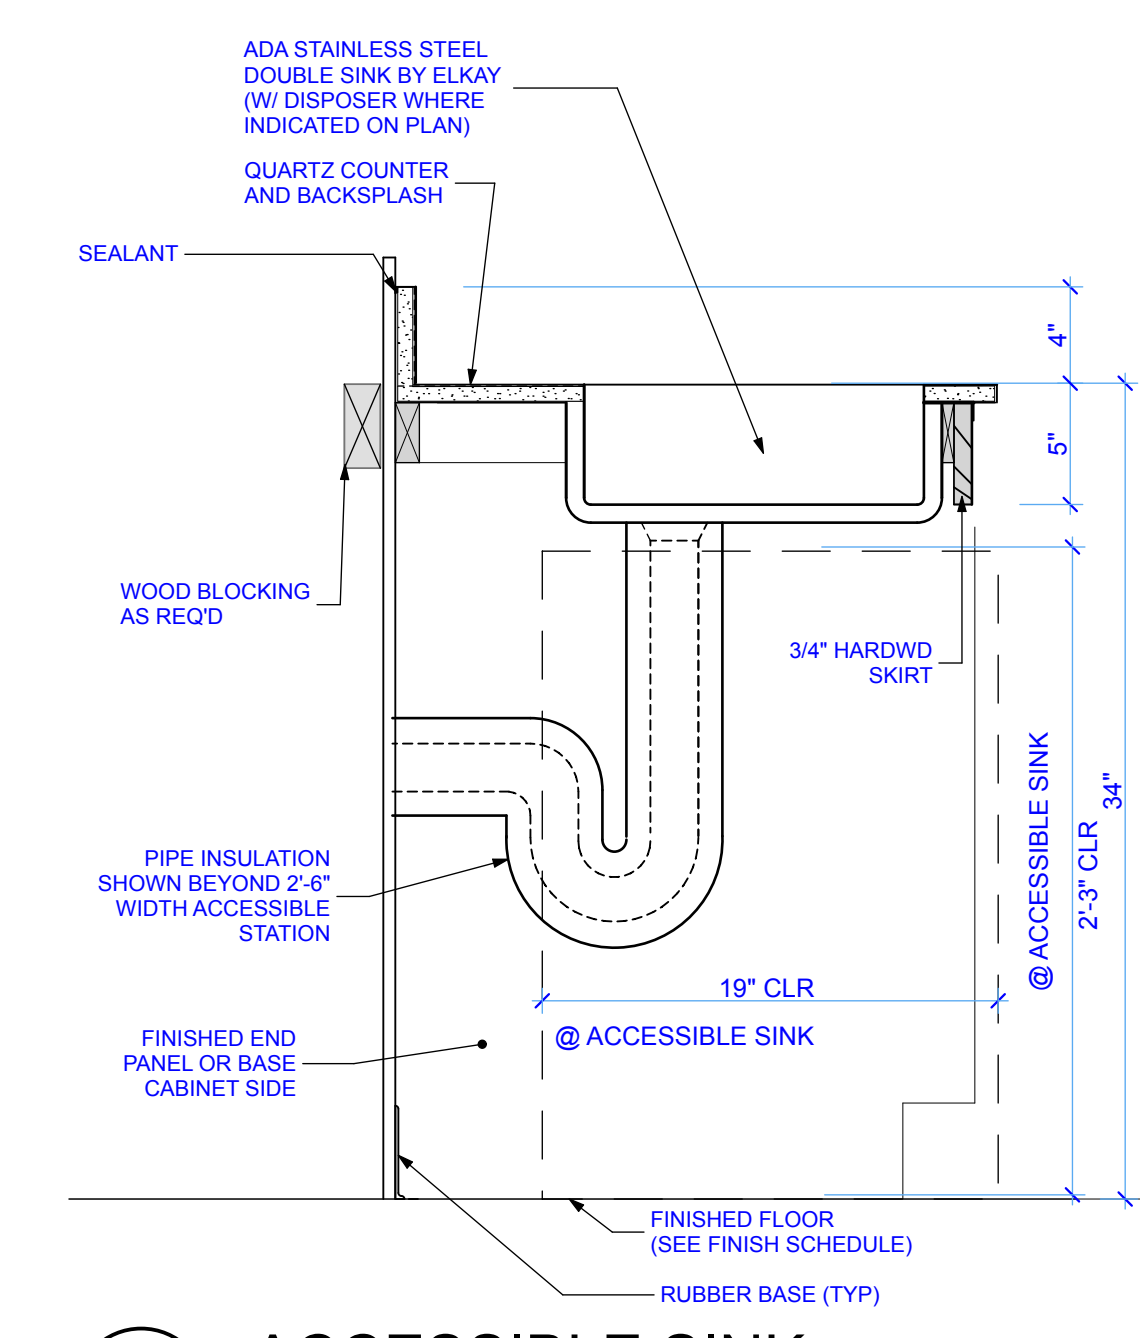 ADA STAINLESS STEEL
DOUBLE SINK BY ELKAY
(W/ DISPOSER WHERE
INDICATED ON PLAN)
QUARTZ COUNTER
AND BACKSPLASH
SEALANT
4"
5"
WOOD BLOCKING
AS REQ'D
3/4" HARDWD
SKIRT
@ ACCESSIBLE SINK
2'-3" CLR
34"
PIPE INSULATION
SHOWN BEYOND 2'-6"
WIDTH ACCESSIBLE
STATION
19" CLR
@ ACCESSIBLE SINK
FINISHED END
PANEL OR BASE
CABINET SIDE
FINISHED FLOOR
(SEE FINISH SCHEDULE)
RUBBER BASE (TYP)
ACCESSIBLE SINK